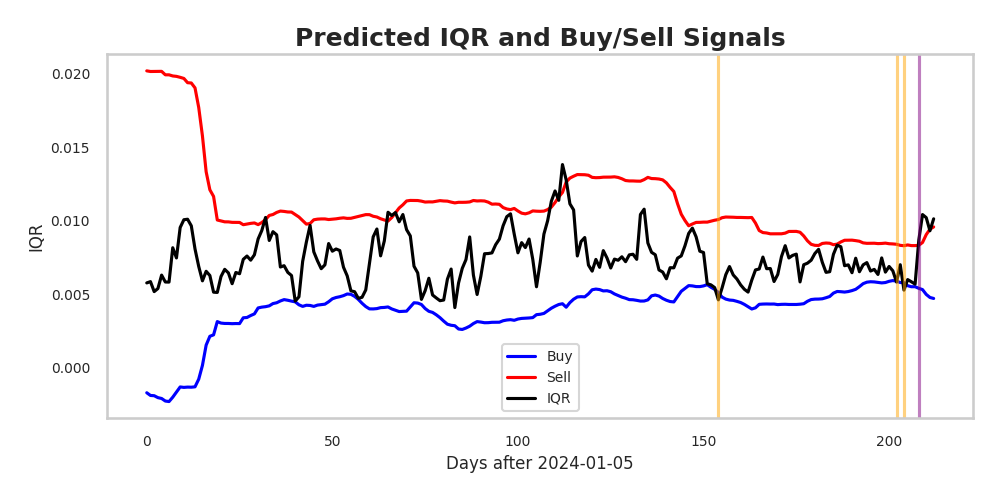 Predicted IQR and Buy/Sell Signals
0.020
0.015
0.010
0.005
0.000
IQR
Buy
Sell
IQR
0
50
100
150
200
Days after 2024-01-05